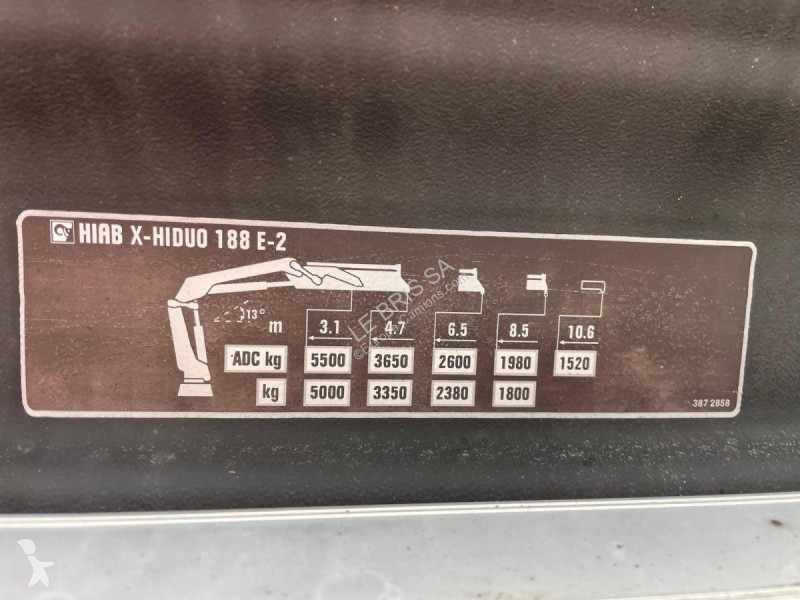 HIAB X-HIDUO 188 E-2
13°
m 3.1 4.7 6.5 8.5 10.6
ADC kg 5500 3650 2600 1980 1520
kg 5000 3350 2380 1800
387 2858
LE BRIS SA